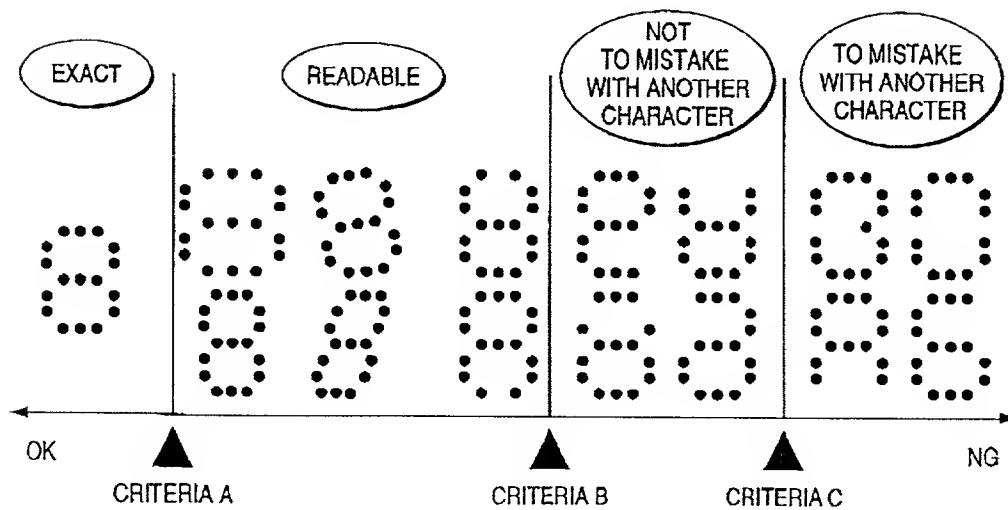 EXACT
READABLE
NOT
TO MISTAKE
WITH ANOTHER
CHARACTER
TO MISTAKE
WITH ANOTHER
CHARACTER
OK
NG
CRITERIA A
CRITERIA B
CRITERIA C